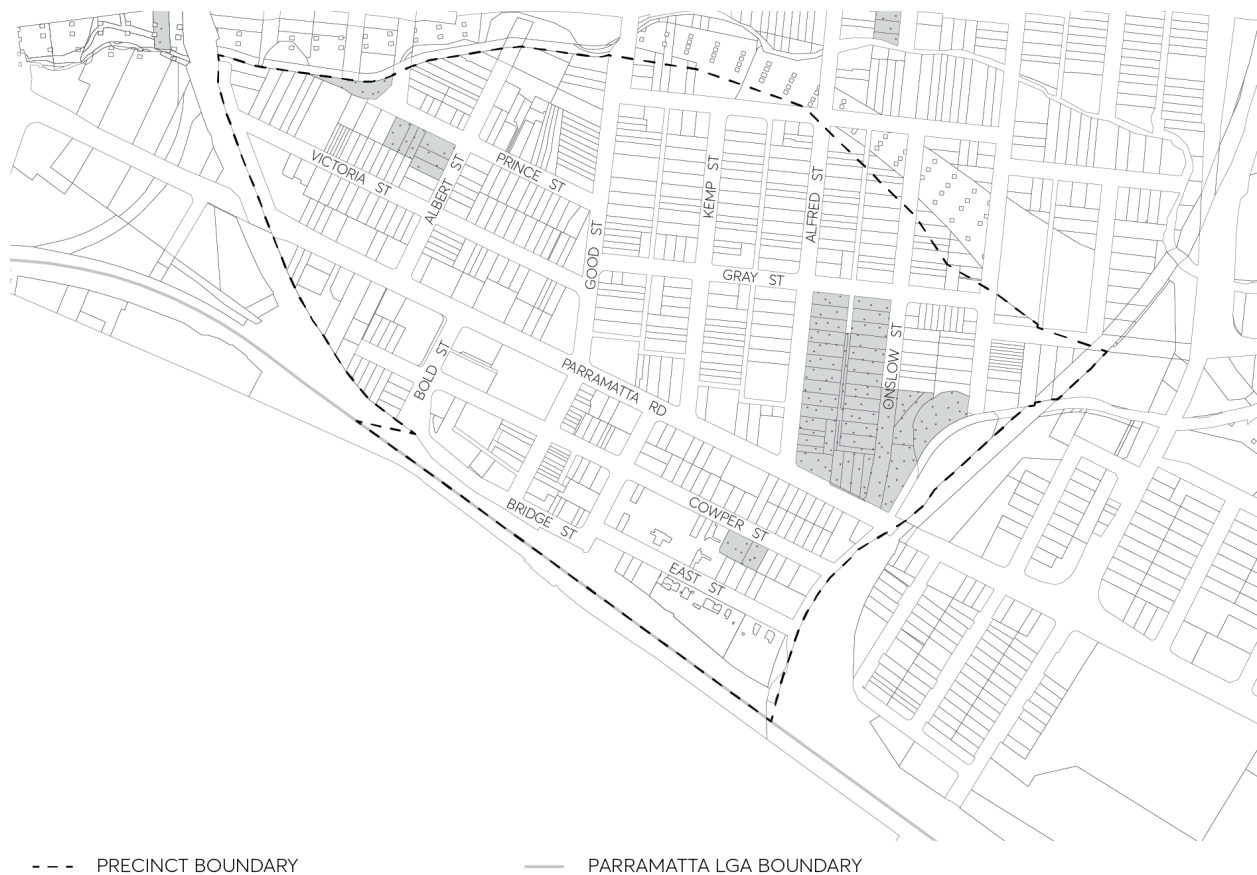 PRINCE ST
VICTORIA ST
ALBERT ST
KEMP ST
ALFRED ST
GOOD ST
GRAY ST
ONSLOW ST
BOLD ST
PARRAMATTA RD
COWPER ST
BRIDGE ST
EAST ST
PRECINCT BOUNDARY
PARRAMATTA LGA BOUNDARY